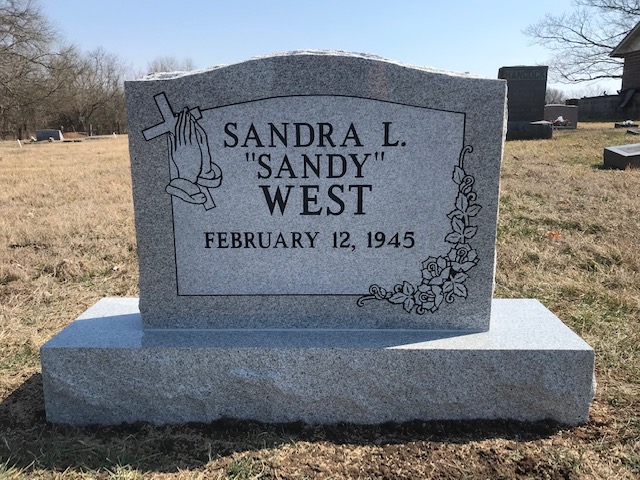 SANDRA L.
"SANDY"
WEST
FEBRUARY 12, 1945